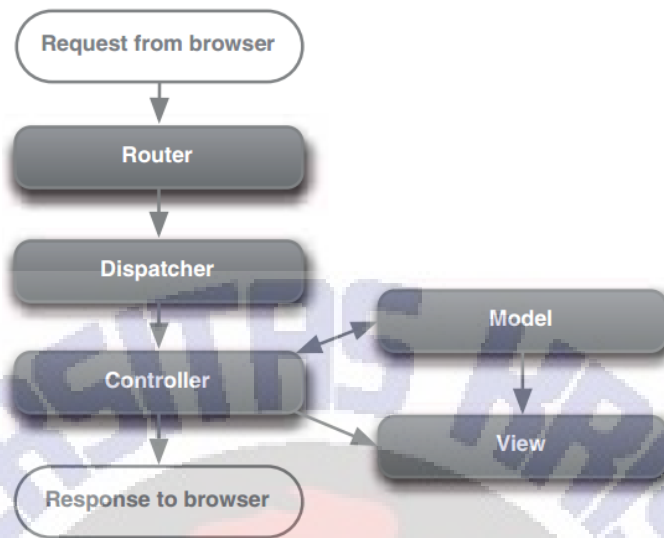 Request from browser
Router
Dispatcher
Model
Controller
View
Response to browser